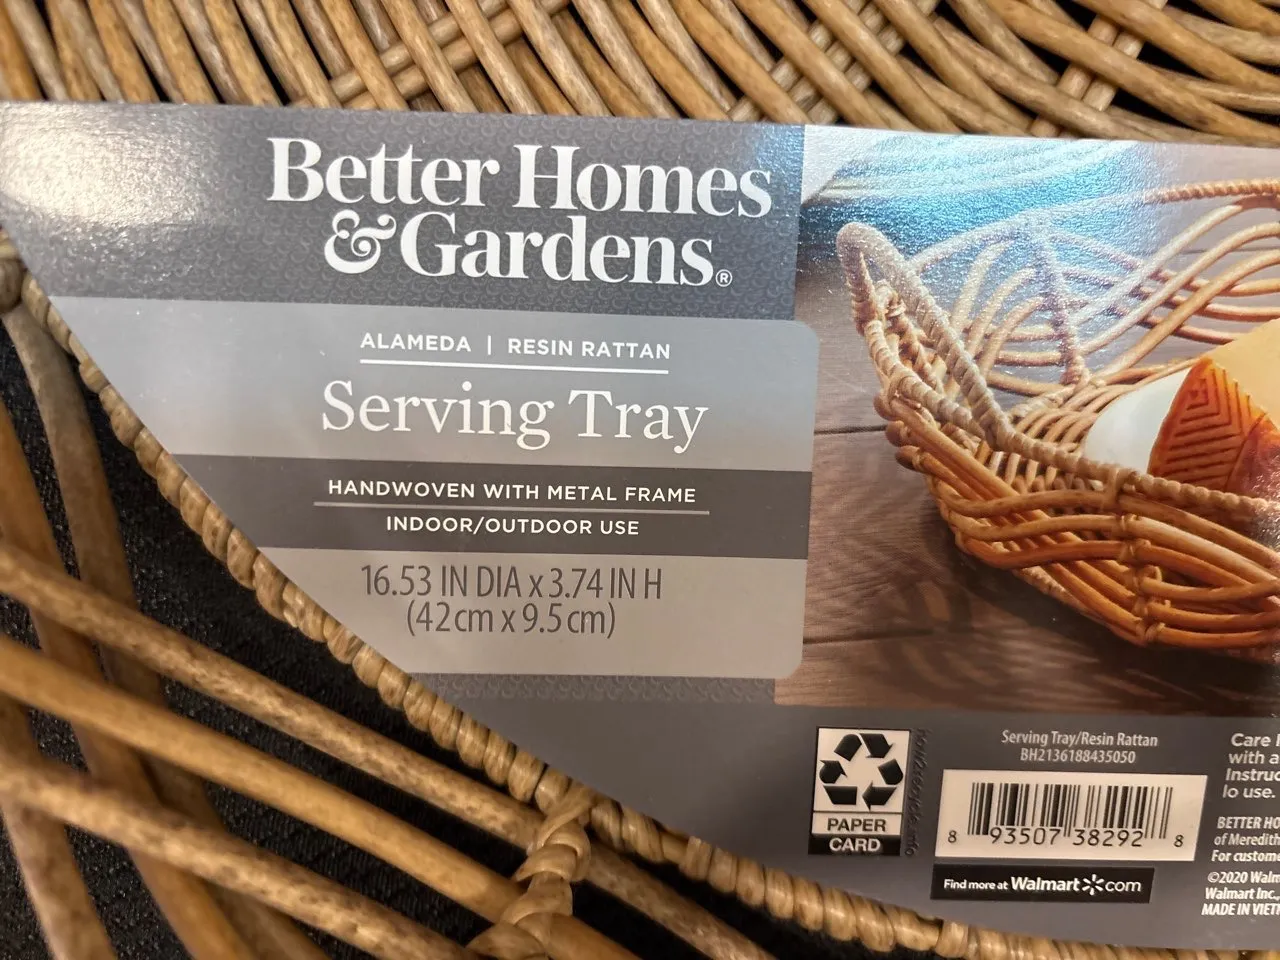 Better Homes
& Gardens®
ALAMEDA | RESIN RATTAN
Serving Tray
HANDWOVEN WITH METAL FRAME
INDOOR/OUTDOOR USE
16.53 IN DIA x 3.74 IN H
(42cm x 9.5cm)
PAPER
CARD
how2recycle.info
Serving Tray/Resin Rattan
BH2136188435050
8 93507 38292 8
Find more at Walmart.com
Care
with a
Instruc
lo use.
BETTER HO
of Meredith
For custome
©2020 Walm
Walmart Inc.,
MADE IN VIET